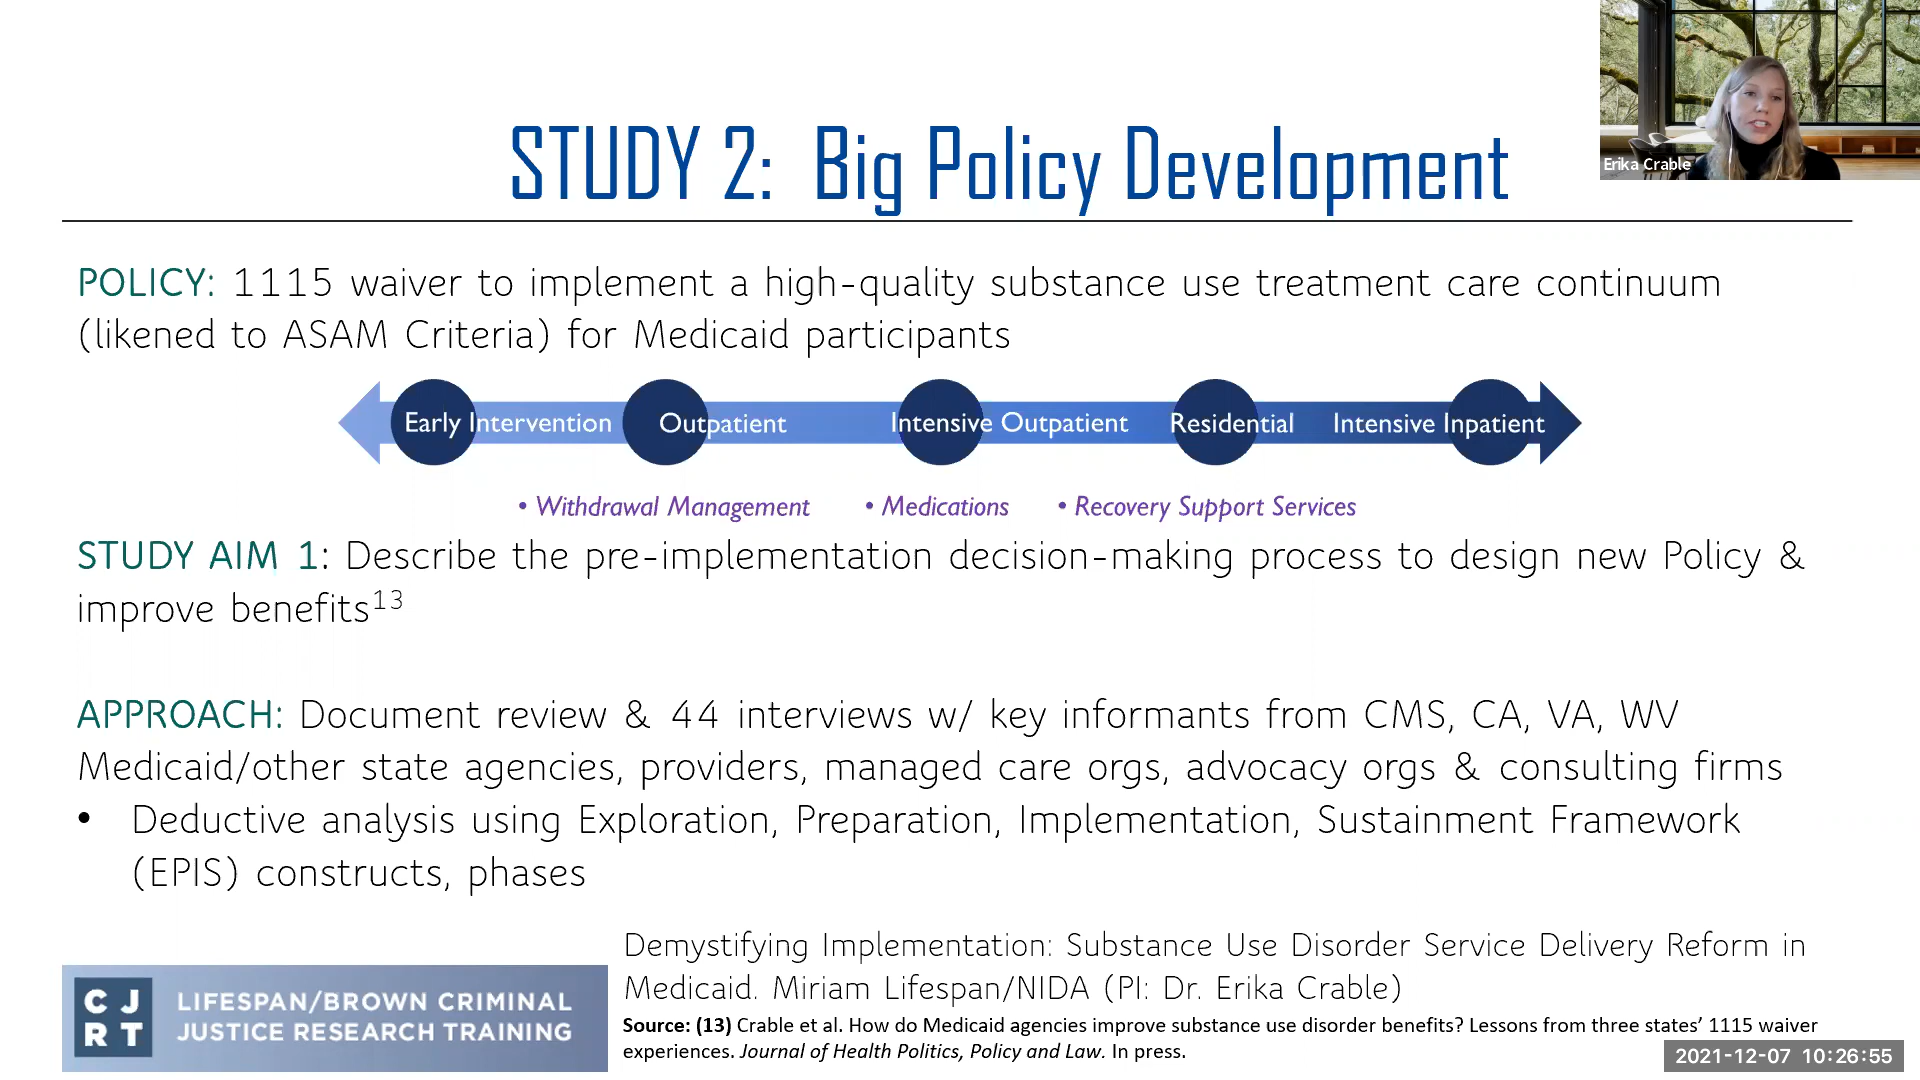 Erika Crable
STUDY 2: Big Policy Development
POLICY: 1115 waiver to implement a high-quality substance use treatment care continuum
(likened to ASAM Criteria) for Medicaid participants
Early Intervention Outpatient Intensive Outpatient Residential Intensive Inpatient
• Withdrawal Management • Medications • Recovery Support Services
STUDY AIM 1: Describe the pre-implementation decision-making process to design new Policy &
improve benefits¹³
APPROACH: Document review & 44 interviews w/ key informants from CMS, CA, VA, WV
Medicaid/other state agencies, providers, managed care orgs, advocacy orgs & consulting firms
• Deductive analysis using Exploration, Preparation, Implementation, Sustainment Framework
(EPIS) constructs, phases
Demystifying Implementation: Substance Use Disorder Service Delivery Reform in
Medicaid. Miriam Lifespan/NIDA (PI: Dr. Erika Crable)
Source: (13) Crable et al. How do Medicaid agencies improve substance use disorder benefits? Lessons from three states’ 1115 waiver
experiences. Journal of Health Politics, Policy and Law. In press.
CJ
RT
LIFESPAN/BROWN CRIMINAL
JUSTICE RESEARCH TRAINING
2021-12-07 10:26:55